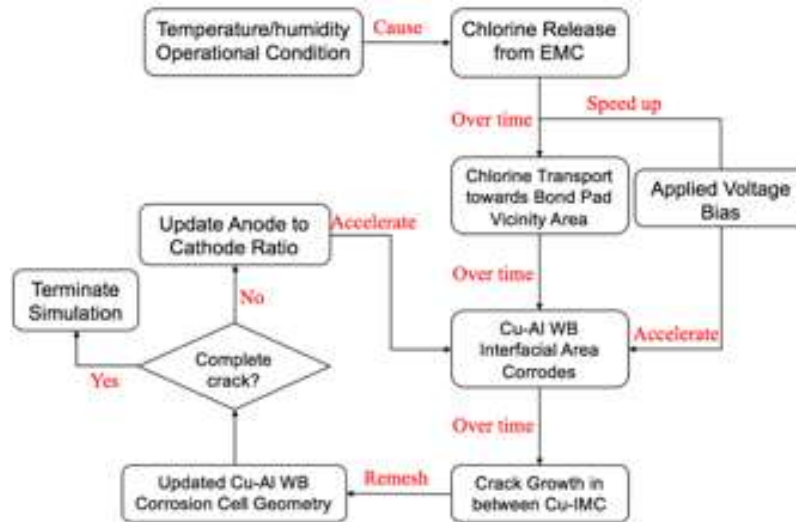 Temperature/humidity
Operational Condition
Cause
Chlorine Release
from EMC
Over time
Speed up
Chlorine Transport
towards Bond Pad
Vicinity Area
Applied Voltage
Bias
Update Anode to
Cathode Ratio
Accelerate
Over time
Terminate
Simulation
No
Cu-Al WB
Interfacial Area
Corrodes
Accelerate
Complete
crack?
Yes
Over time
Updated Cu-Al WB
Corrosion Cell Geometry
Remesh
Crack Growth in
between Cu-IMC